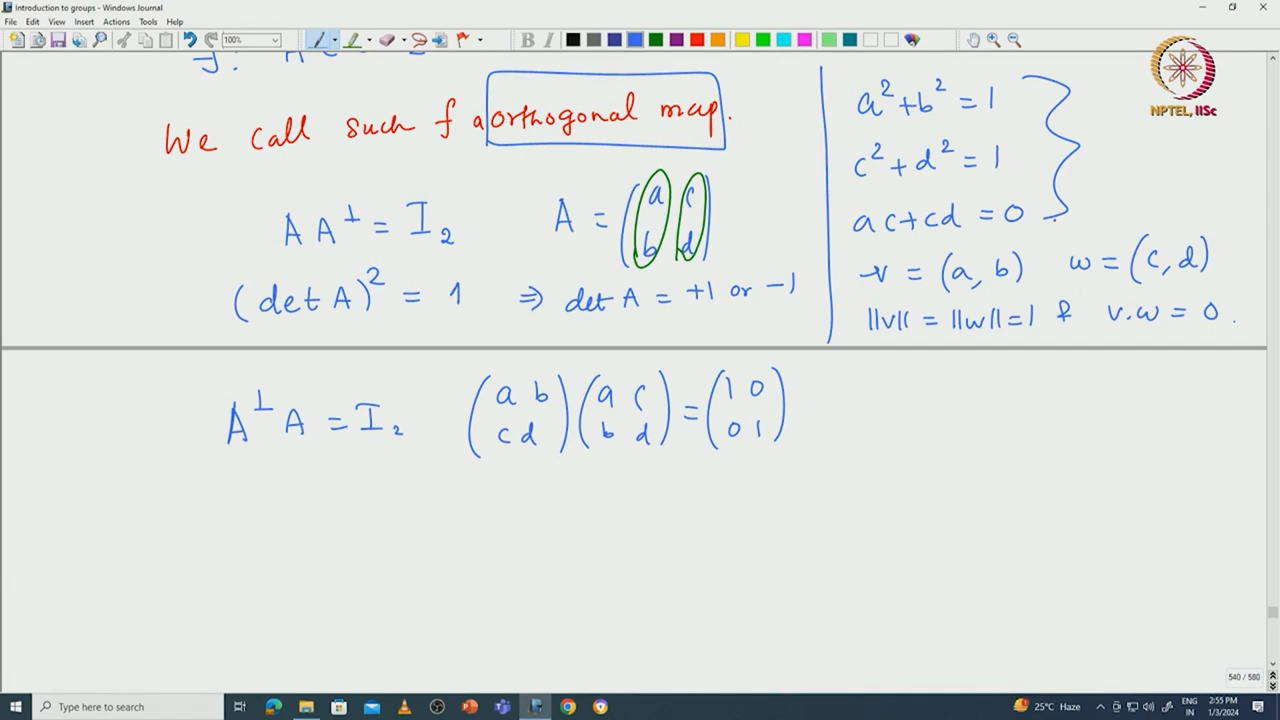 Introduction to groups - Windows Journal
File Edit View Insert Actions Tools Help
100%
B I
NPTEL, IISc
We call such f a orthogonal map.
A A^⊥ = I_2 A = (a c
b d)
(det A)^2 = 1 ⇒ det A = +1 or -1
a^2 + b^2 = 1
c^2 + d^2 = 1
ac + cd = 0
v = (a, b) w = (c, d)
||v|| = ||w|| = 1 & v.w = 0.
A^⊥ A = I_2 (a b (a c = (1 0
c d) b d) 0 1)
540 / 580
Type here to search
25°C Haze
ENG
IN
2:55 PM
1/3/2024